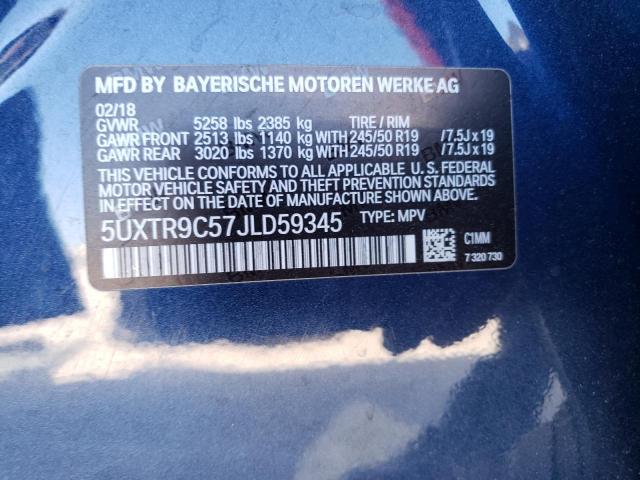 MFD BY BAYERISCHE MOTOREN WERKE AG
02/18
GVWR 5258 lbs 2385 kg TIRE / RIM
GAWR FRONT 2513 lbs 1140 kg WITH 245/50 R19 /7.5J x 19
GAWR REAR 3020 lbs 1370 kg WITH 245/50 R19 /7.5J x 19
THIS VEHICLE CONFORMS TO ALL APPLICABLE U.S. FEDERAL
MOTOR VEHICLE SAFETY AND THEFT PREVENTION STANDARDS
IN EFFECT ON THE DATE OF MANUFACTURE SHOWN ABOVE.
5UXTR9C57JLD59345 TYPE: MPV
C1MM
7 320 730